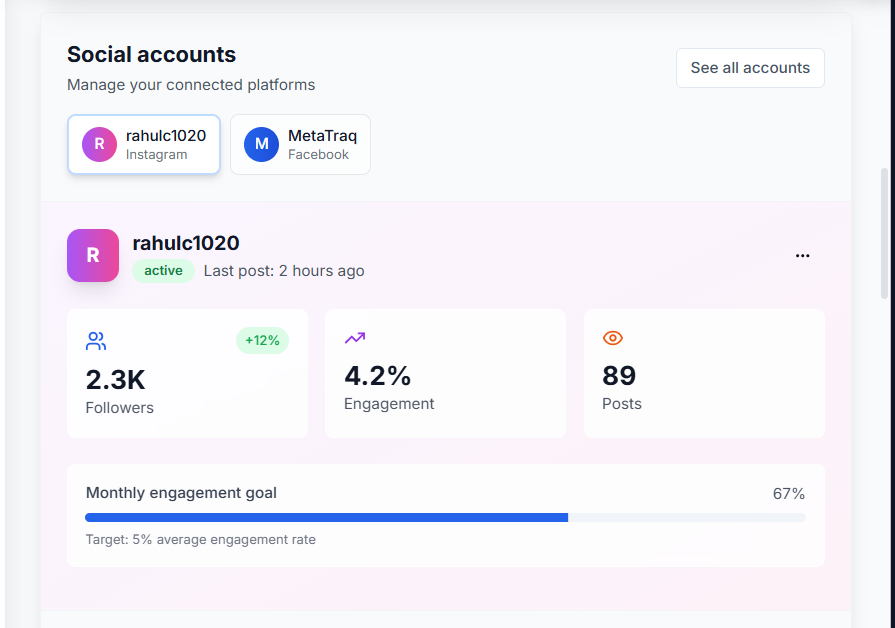 Social accounts
Manage your connected platforms
See all accounts
R
rahulc1020
Instagram
M
MetaTraq
Facebook
R
rahulc1020
active
Last post: 2 hours ago
+12%
2.3K
Followers
4.2%
Engagement
89
Posts
Monthly engagement goal
67%
Target: 5% average engagement rate